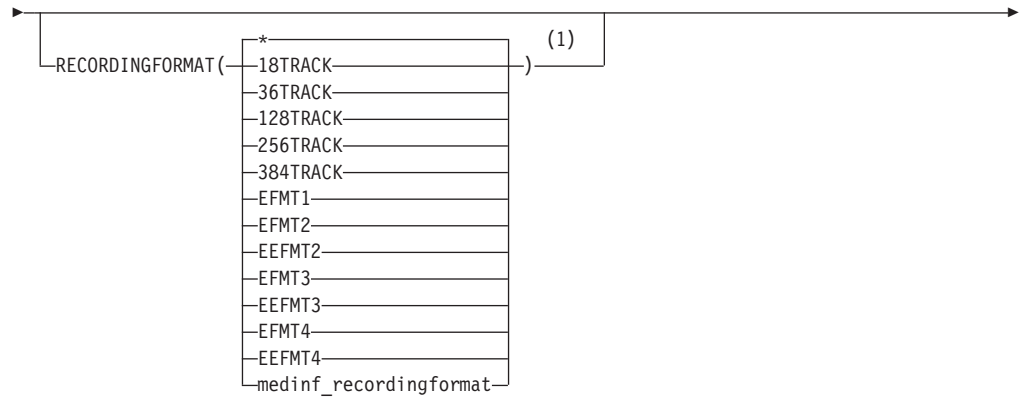 *
(1)
RECORDINGFORMAT( 18TRACK )
36TRACK
128TRACK
256TRACK
384TRACK
EFMT1
EFMT2
EEFMT2
EFMT3
EEFMT3
EFMT4
EEFMT4
medinf_recordingformat